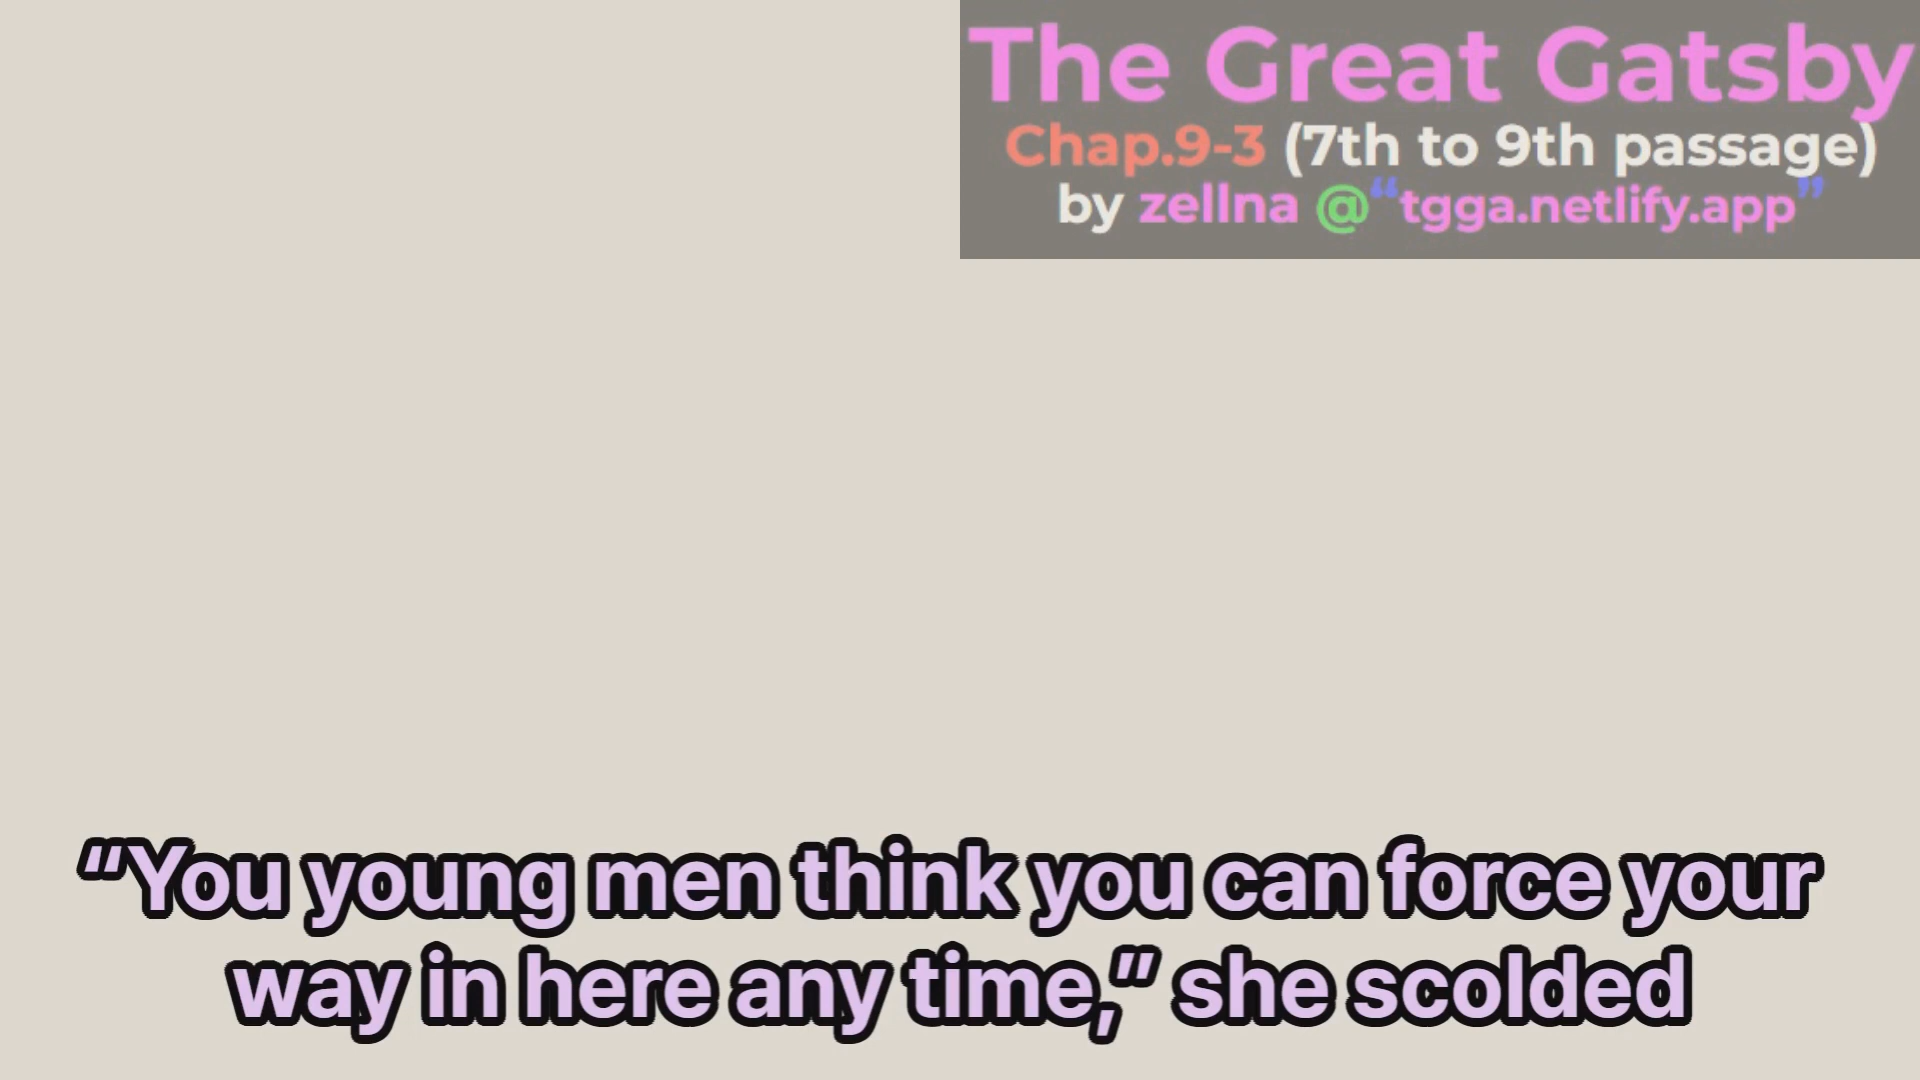 The Great Gatsby
Chap.9-3 (7th to 9th passage)
by zellna @“tgga.netlify.app”
“You young men think you can force your
way in here any time,” she scolded